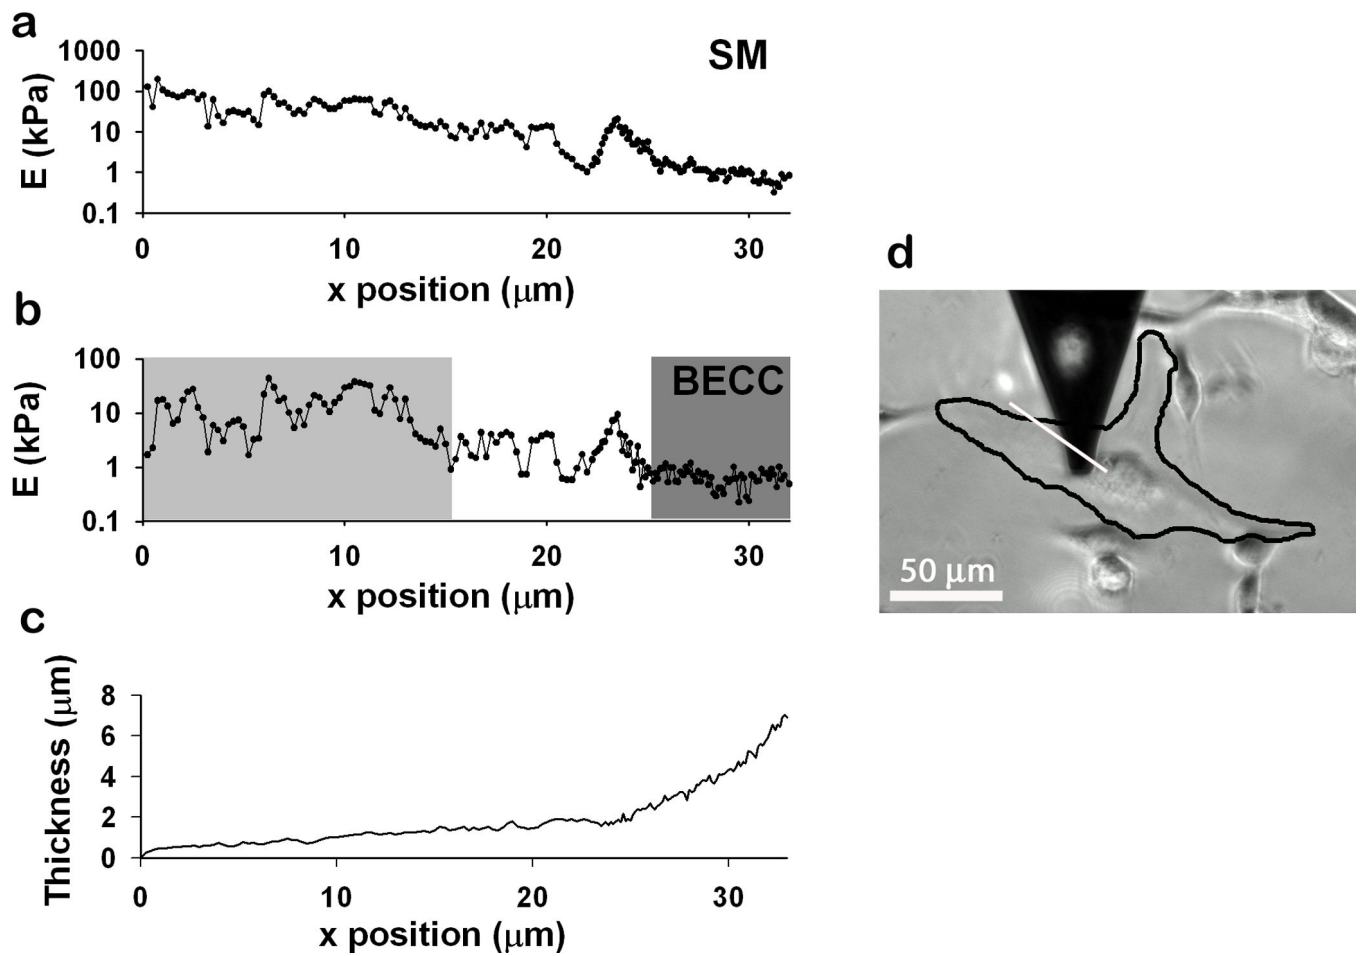 a
SM
E (kPa)
1000
100
10
1
0.1
0 10 20 30
x position (μm)
b
BECC
E (kPa)
100
10
1
0.1
0 10 20 30
x position (μm)
c
Thickness (μm)
8
6
4
2
0
0 10 20 30
x position (μm)
d
50 μm